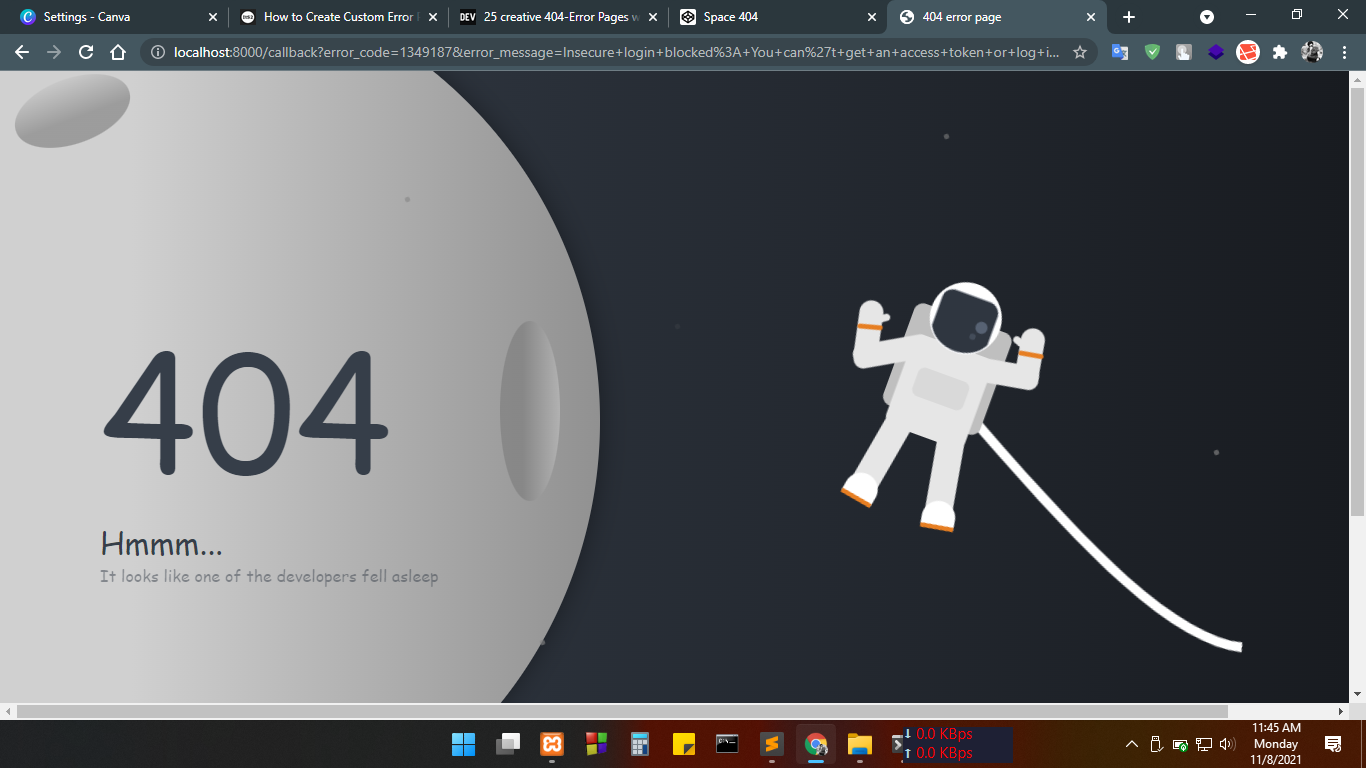 Settings - Canva
How to Create Custom Error
DEV
25 creative 404-Error Pages w
Space 404
404 error page
localhost:8000/callback?error_code=1349187&error_message=Insecure+login+blocked%3A+You+can%27t+get+an+access+token+or+log+i...
404
Hmmm...
It looks like one of the developers fell asleep
0.0 KBps
0.0 KBps
11:45 AM
Monday
11/8/2021